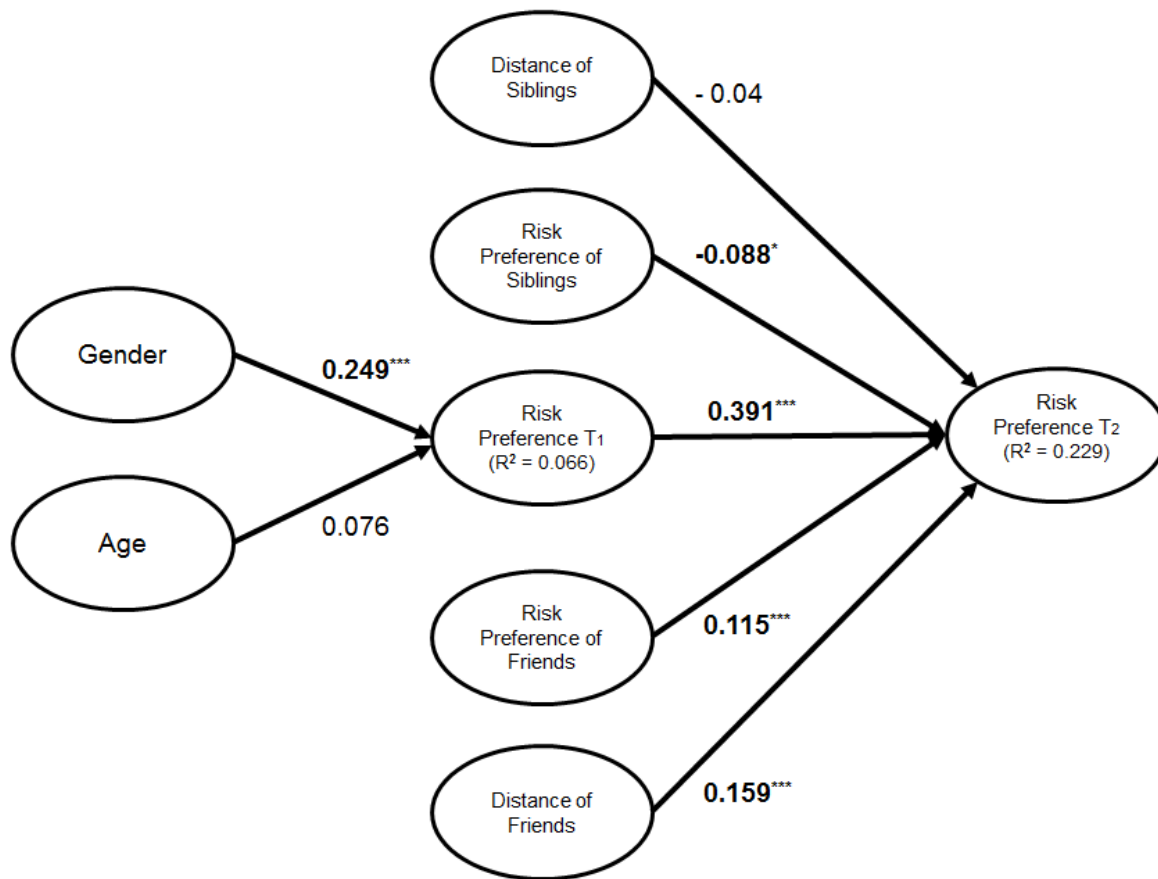 Distance of
Siblings
- 0.04
Risk
Preference of
Siblings
-0.088*
Gender
0.249***
Risk
Preference T1
(R² = 0.066)
0.391***
Risk
Preference T2
(R² = 0.229)
Age
0.076
Risk
Preference of
Friends
0.115***
Distance of
Friends
0.159***